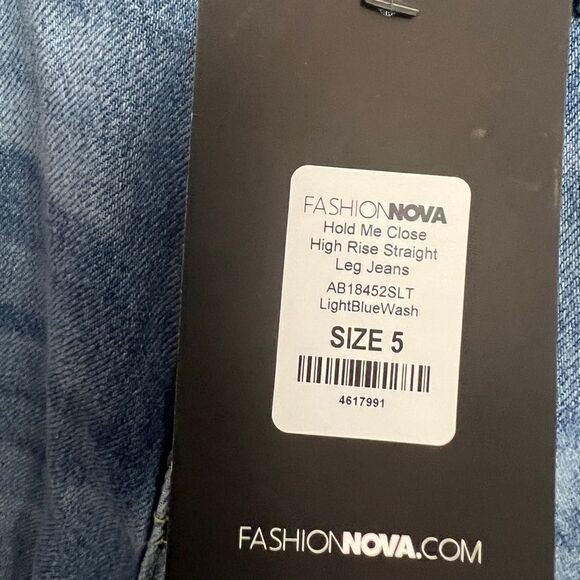 FASHIONNOVA
Hold Me Close
High Rise Straight
Leg Jeans
AB18452SLT
LightBlueWash
SIZE 5
4617991
FASHIONNOVA.COM